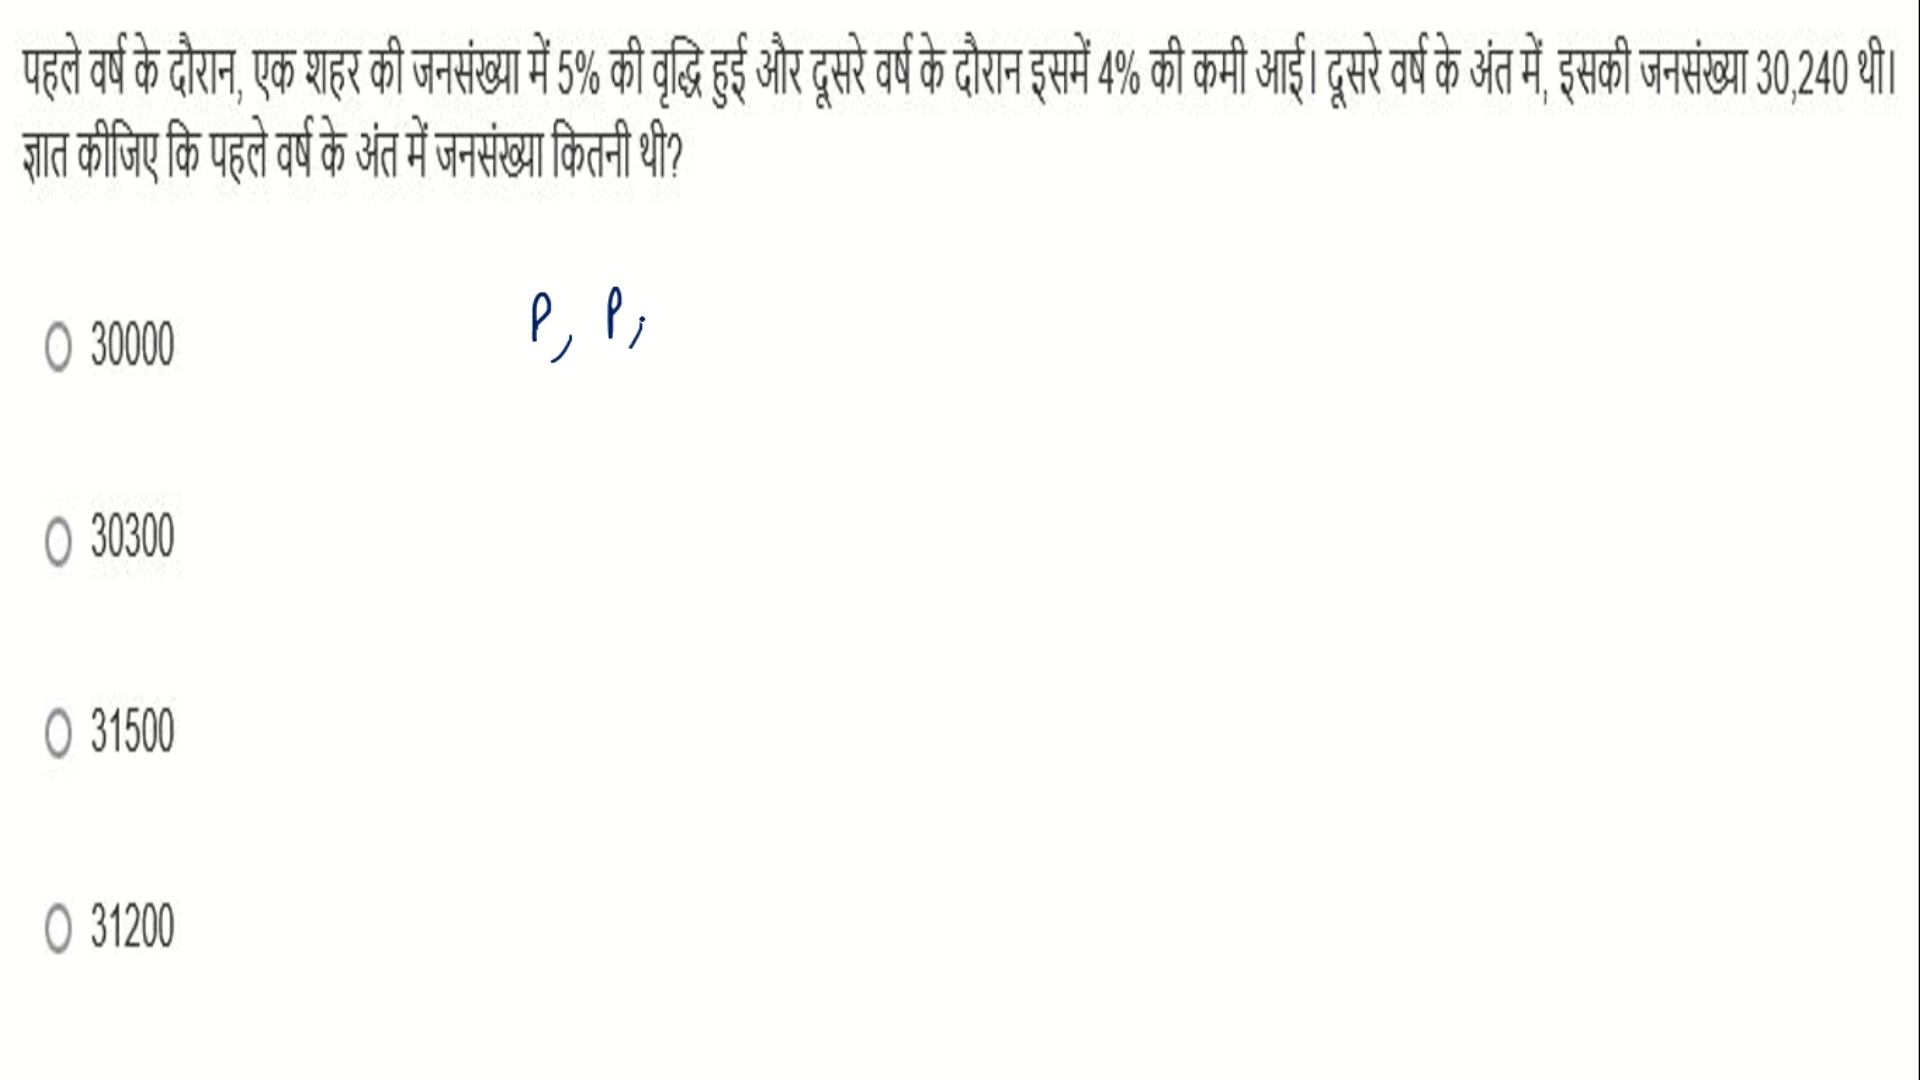 पहले वर्ष के दौरान, एक शहर की जनसंख्या में 5% की वृद्धि हुई और दूसरे वर्ष के दौरान इसमें 4% की कमी आई। दूसरे वर्ष के अंत में, इसकी जनसंख्या 30,240 थी।
ज्ञात कीजिए कि पहले वर्ष के अंत में जनसंख्या कितनी थी?
P, P;
30000
30300
31500
31200